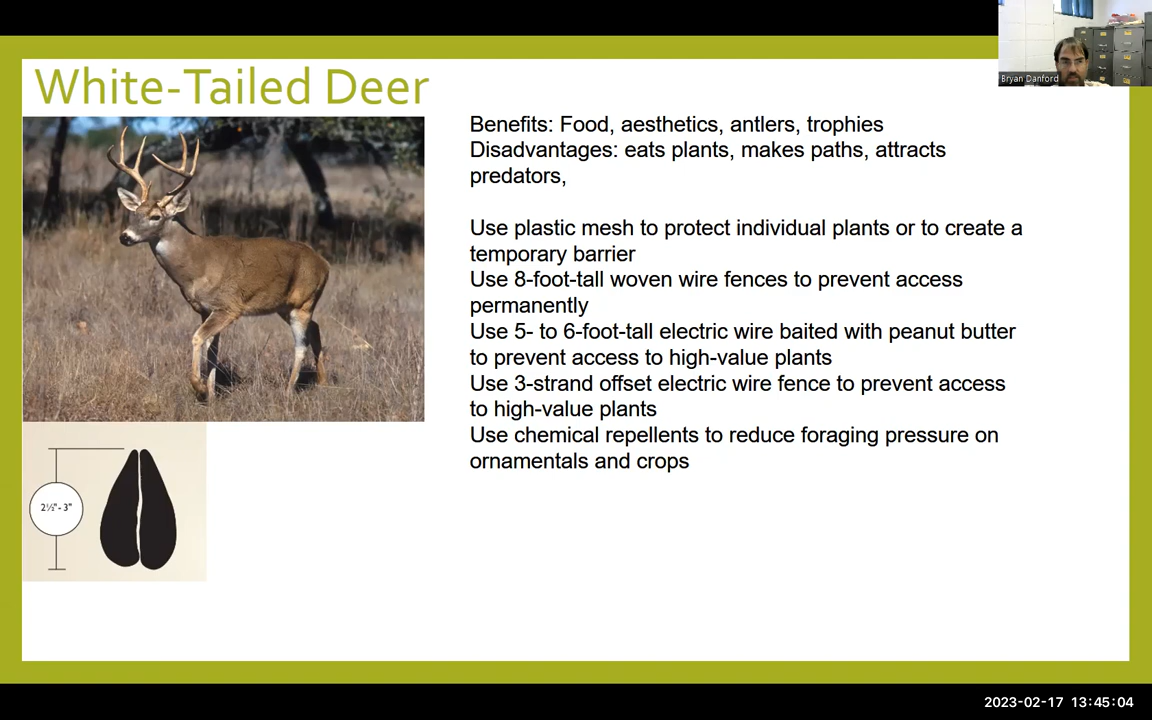 White-Tailed Deer
Bryan Danford
Benefits: Food, aesthetics, antlers, trophies
Disadvantages: eats plants, makes paths, attracts
predators,
Use plastic mesh to protect individual plants or to create a
temporary barrier
Use 8-foot-tall woven wire fences to prevent access
permanently
Use 5- to 6-foot-tall electric wire baited with peanut butter
to prevent access to high-value plants
Use 3-strand offset electric wire fence to prevent access
to high-value plants
Use chemical repellents to reduce foraging pressure on
ornamentals and crops
2½" - 3"
2023-02-17 13:45:04